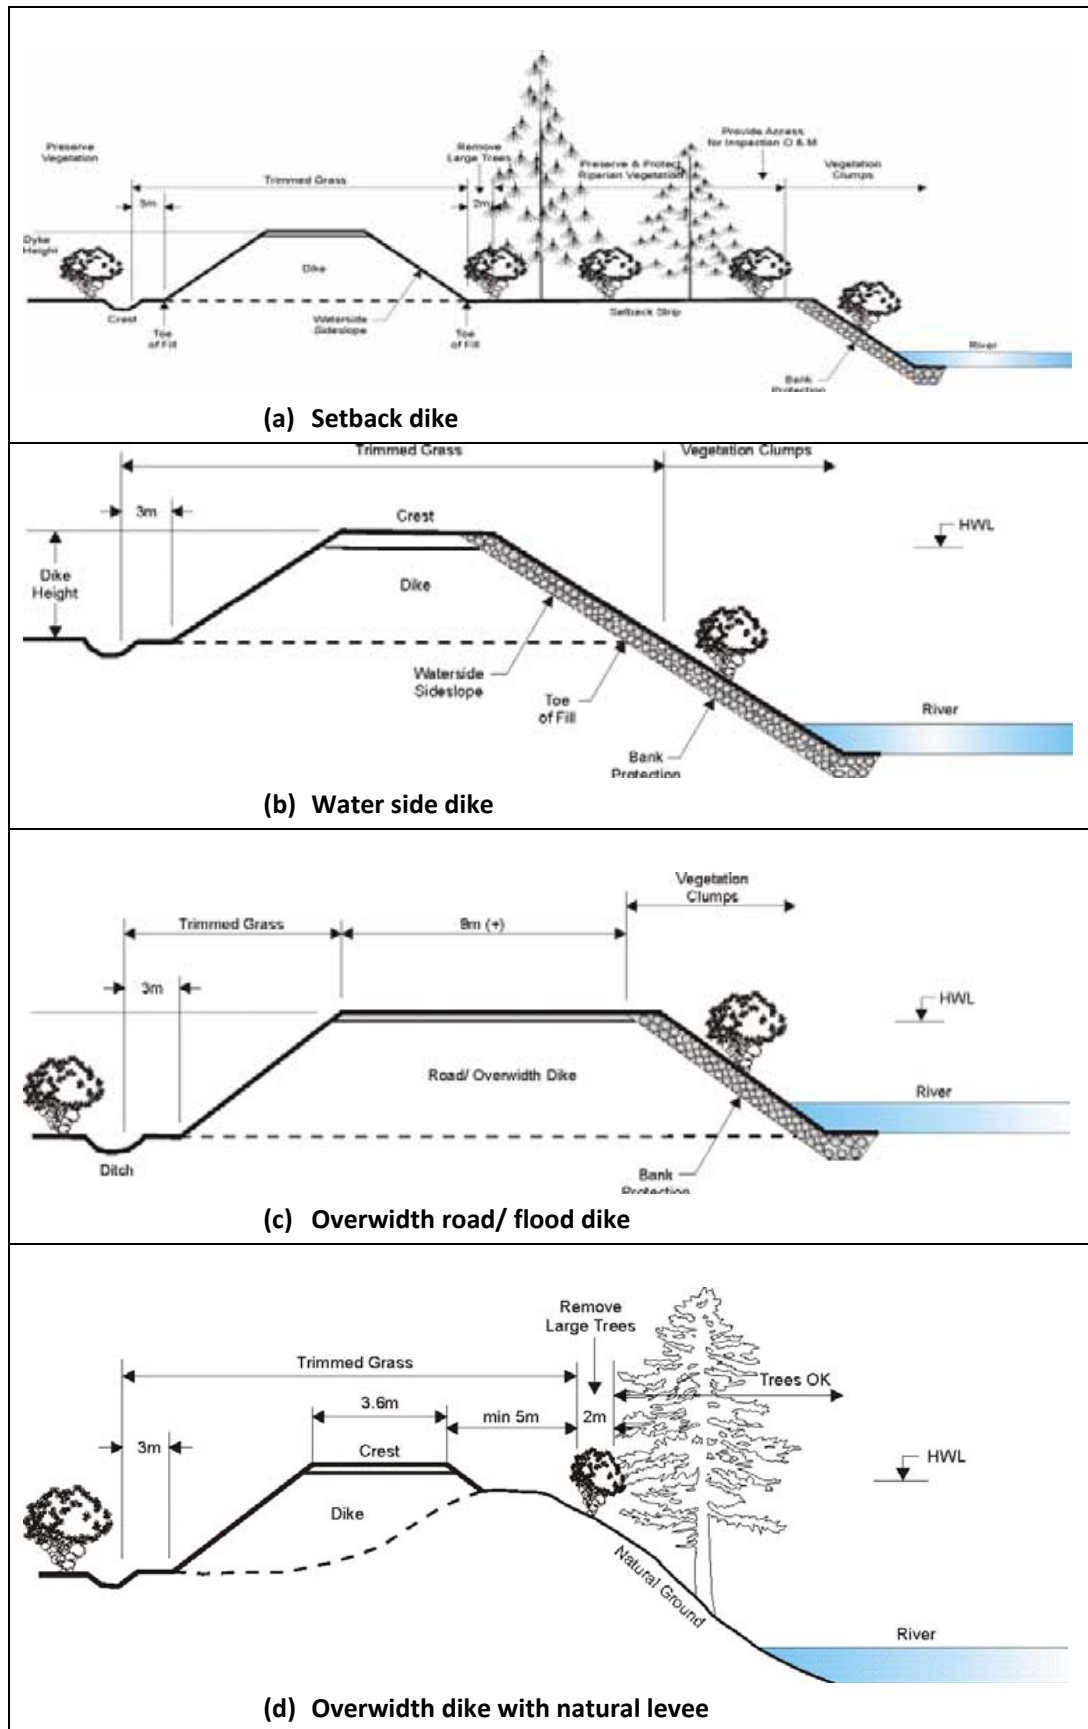 Preserve
Vegetation
Trimmed Grass
Remove
Large Trees
Preserve & Protect
Riparian Vegetation
Provide Access
for Inspection O & M
Vegetation
Clumps
3m
2m
Dyke
Height
Dike
Crest
Toe
of Fill
Waterside
Sideslope
Toe
of Fill
Setback Strip
River
Bank
Protection
(a) Setback dike
Trimmed Grass
Vegetation Clumps
3m
Crest
HWL
Dike
Height
Dike
Waterside
Sideslope
Toe
of Fill
River
Bank
Protection
(b) Water side dike
Vegetation
Clumps
Trimmed Grass
3m
HWL
Road/ Overwidth Dike
River
Ditch
Bank
Protection
(c) Overwidth road/ flood dike
Remove
Large Trees
Trimmed Grass
Trees OK
3.6m
min 5m
2m
3m
Crest
HWL
Dike
Natural Ground
River
(d) Overwidth dike with natural levee